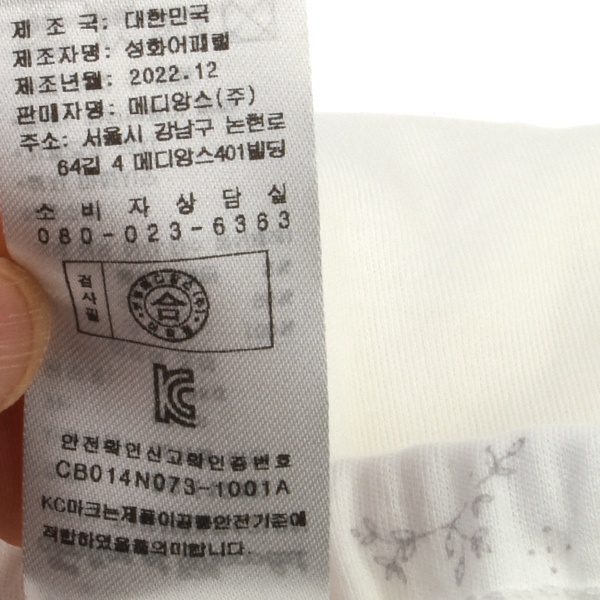 제 조 국: 대한민국
제조자명: 성화어패럴
제조년월: 2022.12
판매자명: 메디앙스(주)
주소: 서울시 강남구 논현로
64길 4 메디앙스401빌딩
소 비 자 상 담 실
080-023-6363
검사필
합
KC
안전확인신고확인증번호
CB014N073-1001A
KC마크는제품이공통안전기준에
적합하였음을의미합니다.